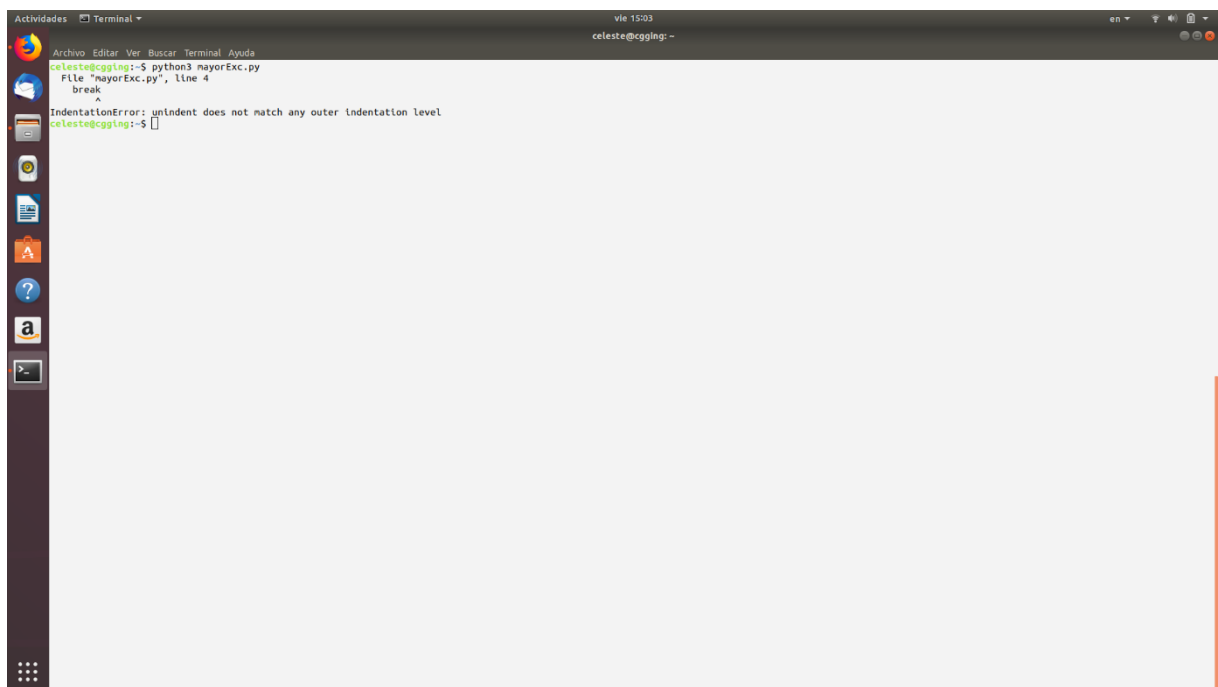 Actividades Terminal vie 15:03 en
celeste@cgging: ~
Archivo Editar Ver Buscar Terminal Ayuda
celeste@cgging:~$ python3 mayorExc.py
  File "mayorExc.py", line 4
    break
        ^
IndentationError: unindent does not match any outer indentation level
celeste@cgging:~$